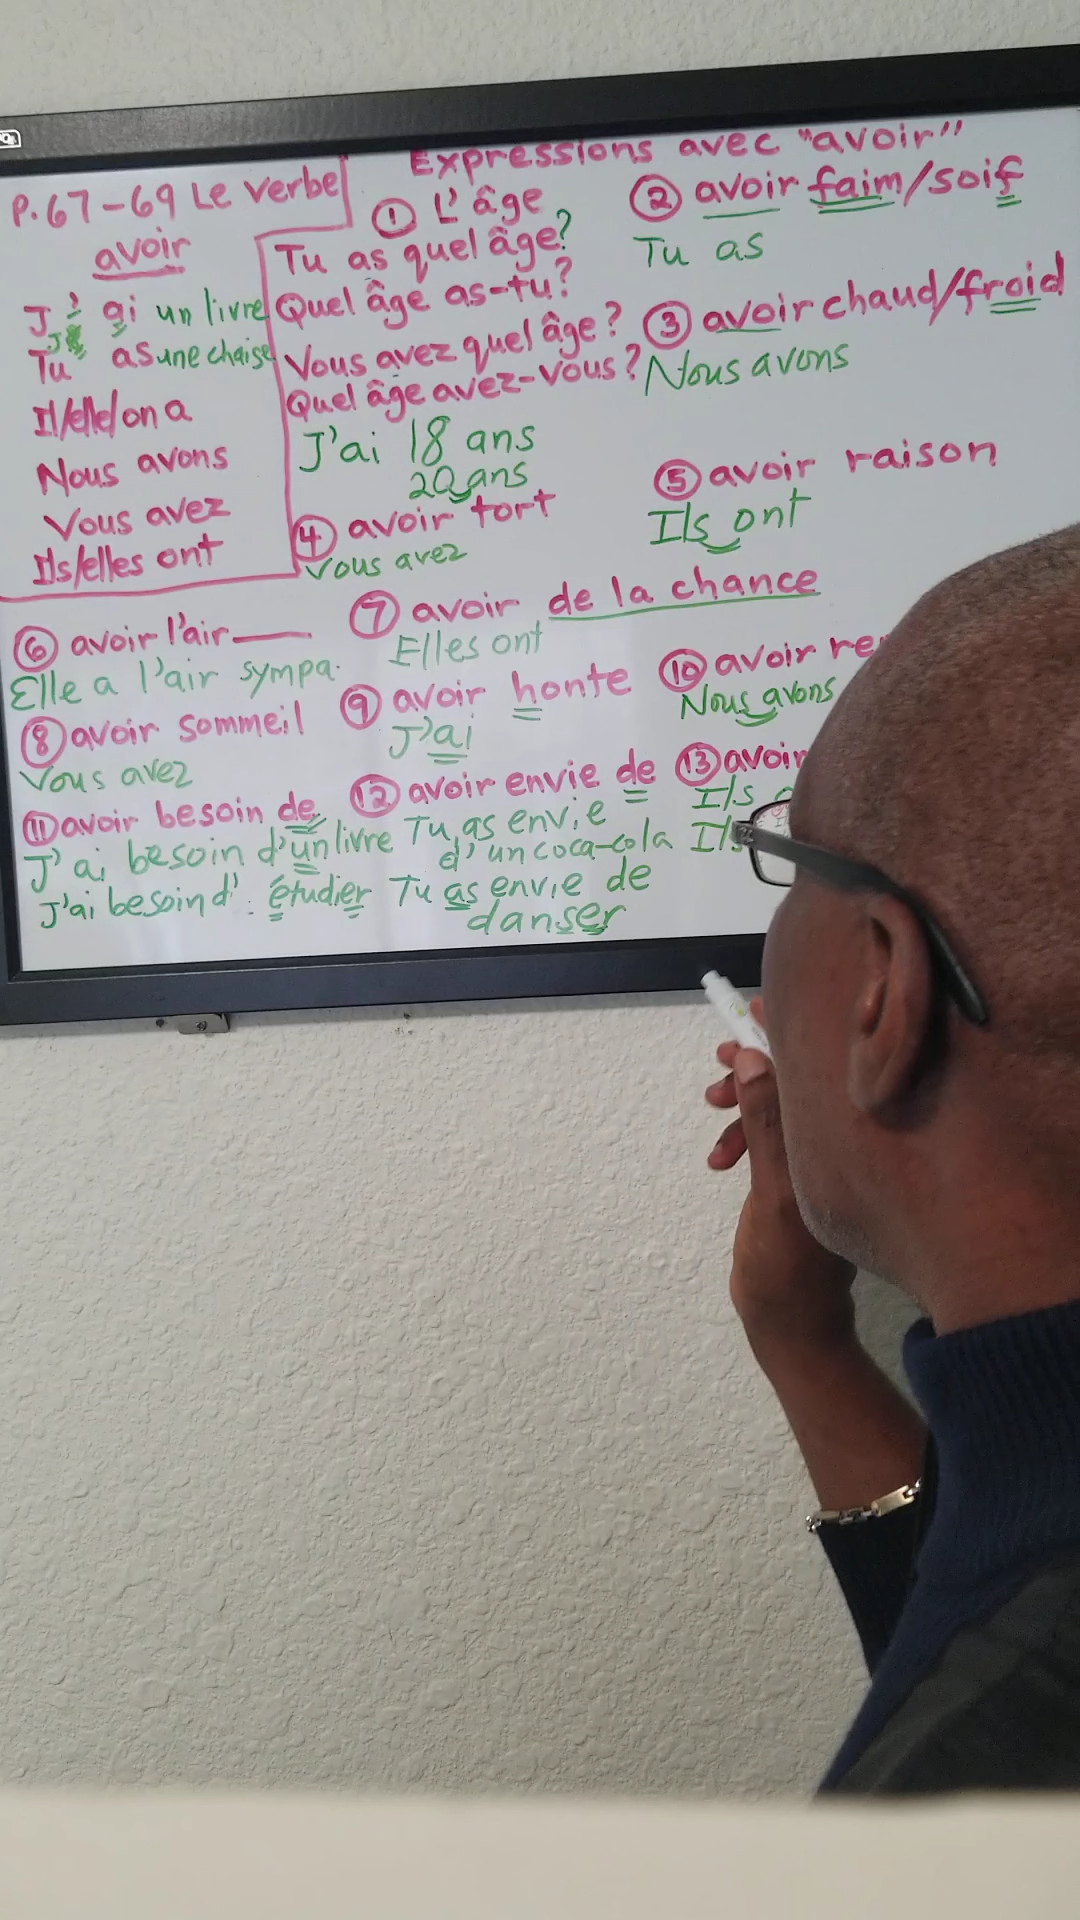 P.67-69 Le verbe
avoir
J'ai un livre
Tu as une chaise
Il/elle/on a
Nous avons
Vous avez
Ils/elles ont
Expressions avec "avoir"
① L'âge
Tu as quel âge?
Quel âge as-tu?
Vous avez quel âge?
Quel âge avez-vous?
J'ai 18 ans
20 ans
② avoir faim/soif
Tu as
③ avoir chaud/froid
Nous avons
④ avoir tort
Vous avez
⑤ avoir raison
Ils ont
⑥ avoir l'air
Elle a l'air sympa.
⑦ avoir de la chance
Elles ont
⑧ avoir sommeil
Vous avez
⑨ avoir honte
J'ai
⑩ avoir
Nous avons
⑪ avoir besoin de
J'ai besoin d'un livre
J'ai besoin d' étudier
⑫ avoir envie de
Tu as envie
d'un coca-cola
Tu as envie de
danser
⑬ avoir
Ils